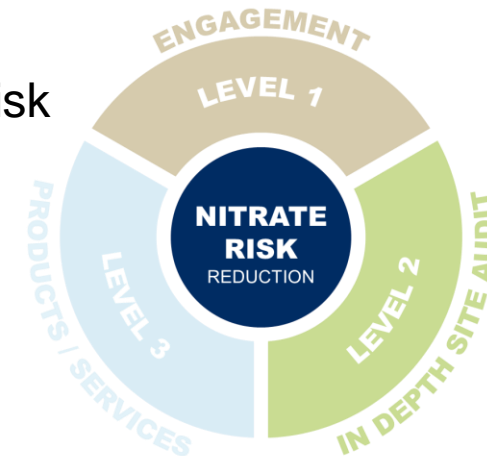 isk
ENGAGEMENT
LEVEL 1
NITRATE
RISK
REDUCTION
LEVEL 2
IN DEPTH SITE AUDIT
LEVEL 3
PRODUCTS / SERVICES